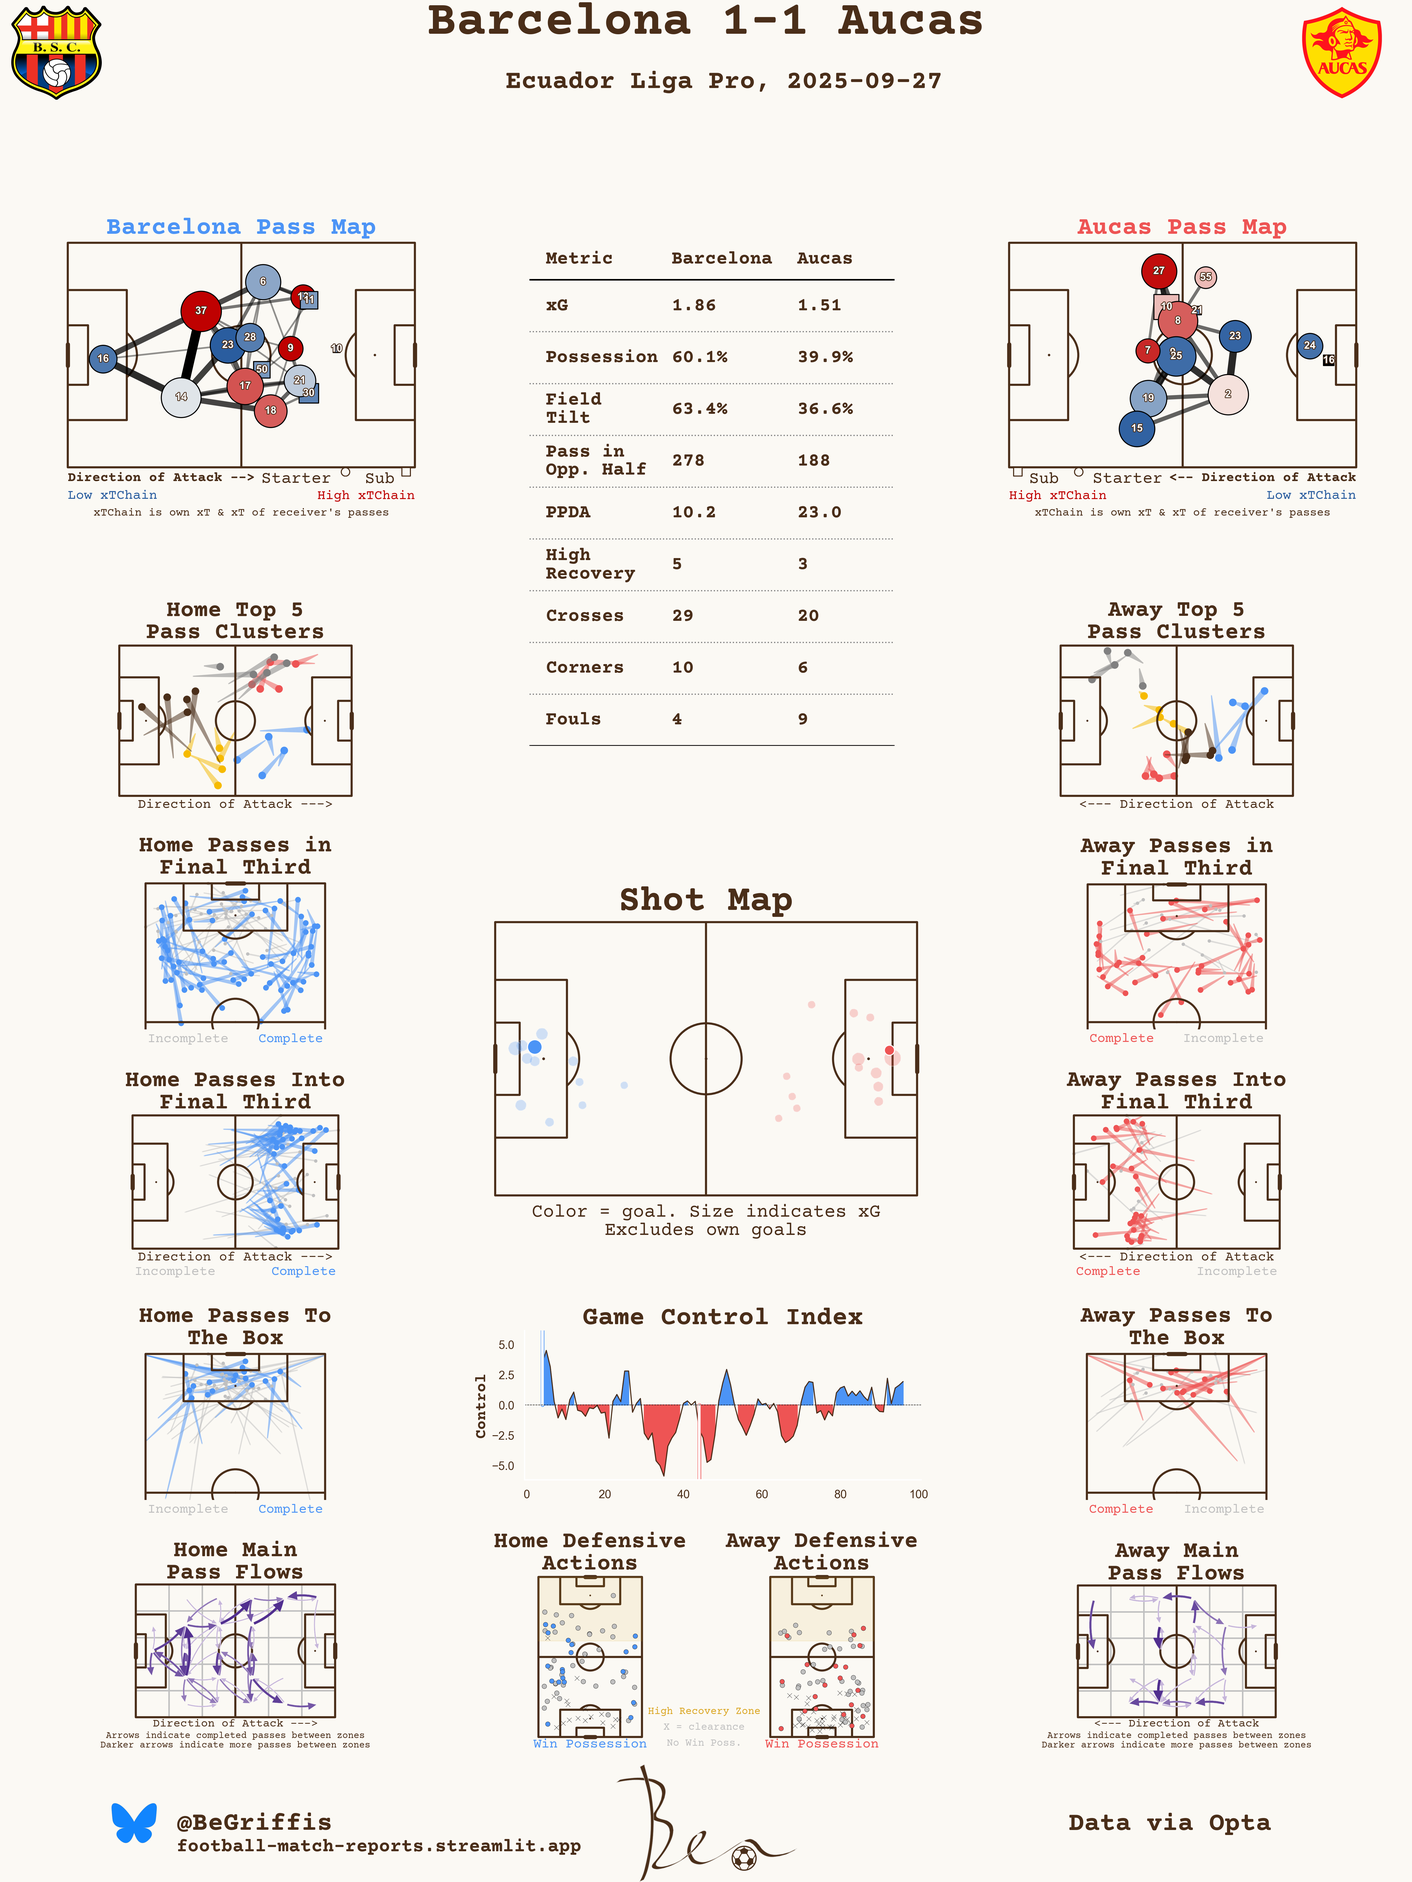 Barcelona 1-1 Aucas
Ecuador Liga Pro, 2025-09-27
B. S. C.
AUCAS
Barcelona Pass Map
6
37
11
28
23
9
10
16
50
21
17
14
30
18
Direction of Attack --> Starter Sub
Low xTChain High xTChain
xTChain is own xT & xT of receiver's passes
Metric Barcelona Aucas
xG 1.86 1.51
Possession 60.1% 39.9%
Field
Tilt 63.4% 36.6%
Pass in
Opp. Half 278 188
PPDA 10.2 23.0
High
Recovery 5 3
Crosses 29 20
Corners 10 6
Fouls 4 9
Aucas Pass Map
27
55
10
21
8
23
7
25
24
16
19
2
15
Sub Starter <-- Direction of Attack
High xTChain Low xTChain
xTChain is own xT & xT of receiver's passes
Home Top 5
Pass Clusters
Direction of Attack --->
Away Top 5
Pass Clusters
<--- Direction of Attack
Home Passes in
Final Third
Incomplete Complete
Away Passes in
Final Third
Complete Incomplete
Shot Map
Color = goal. Size indicates xG
Excludes own goals
Home Passes Into
Final Third
Direction of Attack --->
Incomplete Complete
Away Passes Into
Final Third
<--- Direction of Attack
Complete Incomplete
Home Passes To
The Box
Incomplete Complete
Game Control Index
Control
5.0
2.5
0.0
−2.5
−5.0
0 20 40 60 80 100
Away Passes To
The Box
Complete Incomplete
Home Main
Pass Flows
Direction of Attack --->
Arrows indicate completed passes between zones
Darker arrows indicate more passes between zones
Home Defensive
Actions
Win Possession
High Recovery Zone
X = clearance
No Win Poss.
Away Defensive
Actions
Win Possession
Away Main
Pass Flows
<--- Direction of Attack
Arrows indicate completed passes between zones
Darker arrows indicate more passes between zones
@BeGriffis
football-match-reports.streamlit.app
Ben
Data via Opta